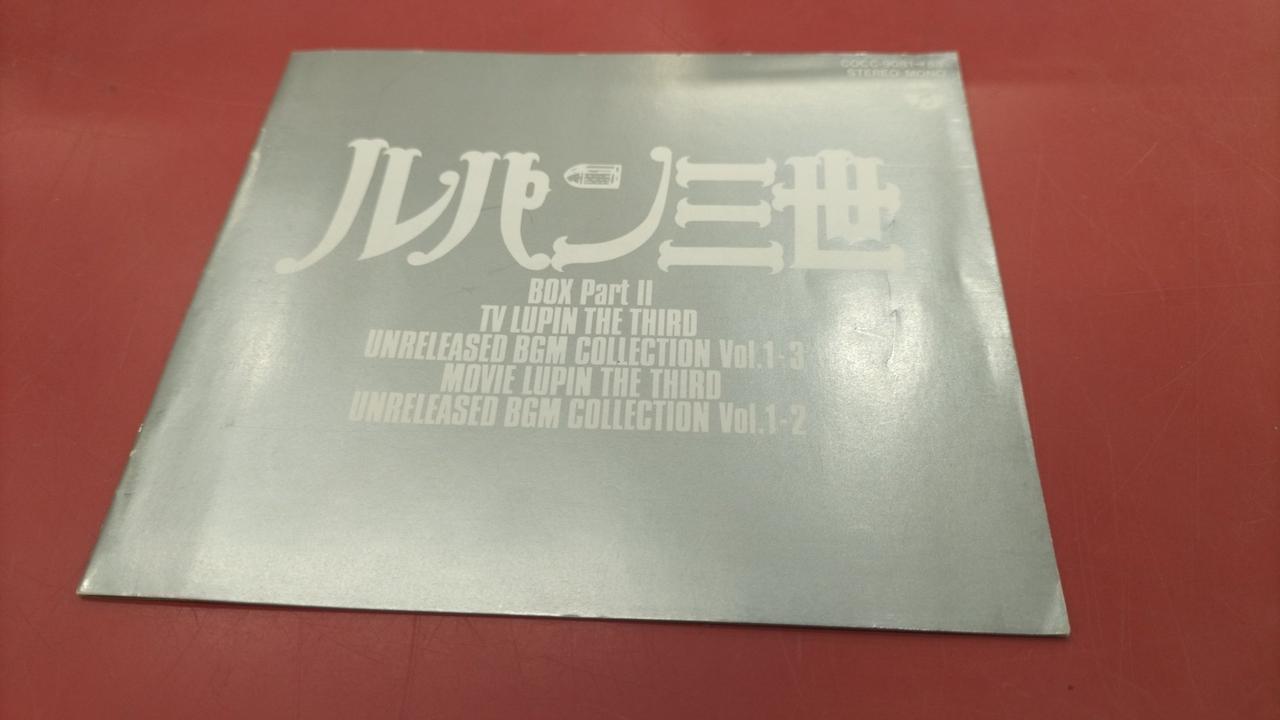 STEREO MONO
ルパン三世
BOX Part II
TV LUPIN THE THIRD
UNRELEASED BGM COLLECTION Vol.1-3
MOVIE LUPIN THE THIRD
UNRELEASED BGM COLLECTION Vol.1-2